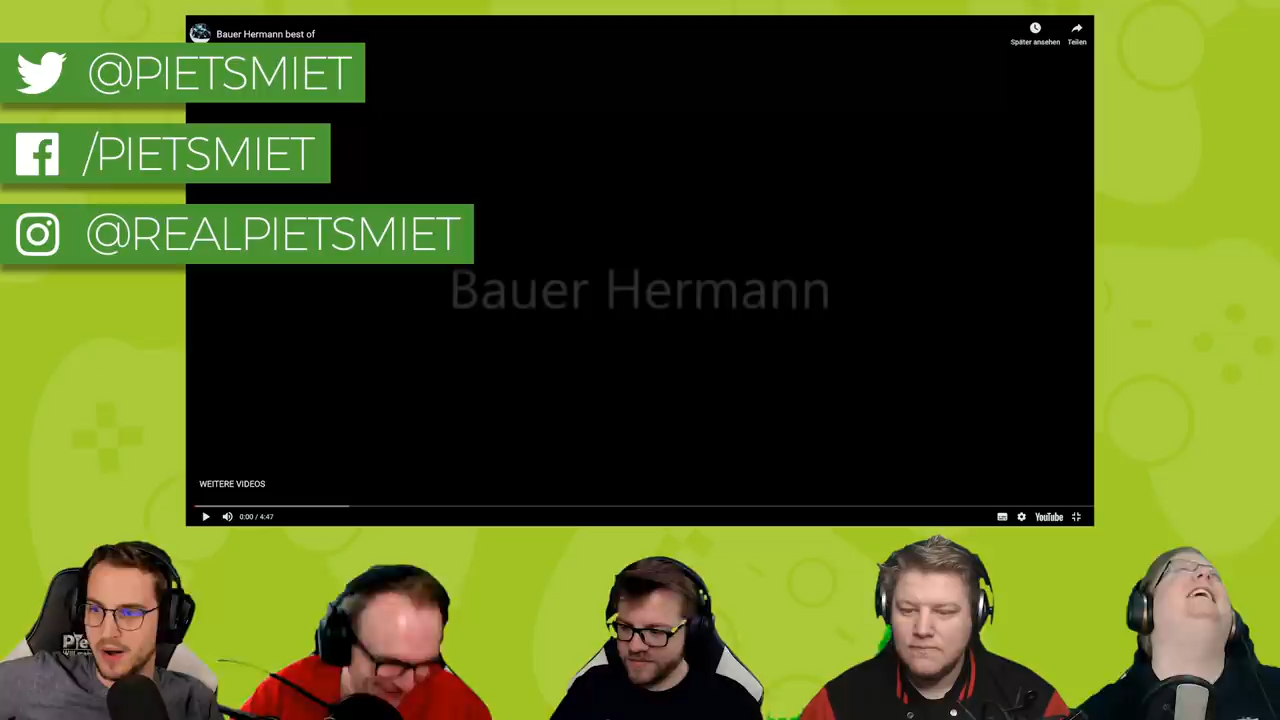 Bauer Hermann best of
Später ansehen
Teilen
@PIETSMIET
/PIETSMIET
@REALPIETSMIET
Bauer Hermann
WEITERE VIDEOS
0:00 / 4:47
YouTube